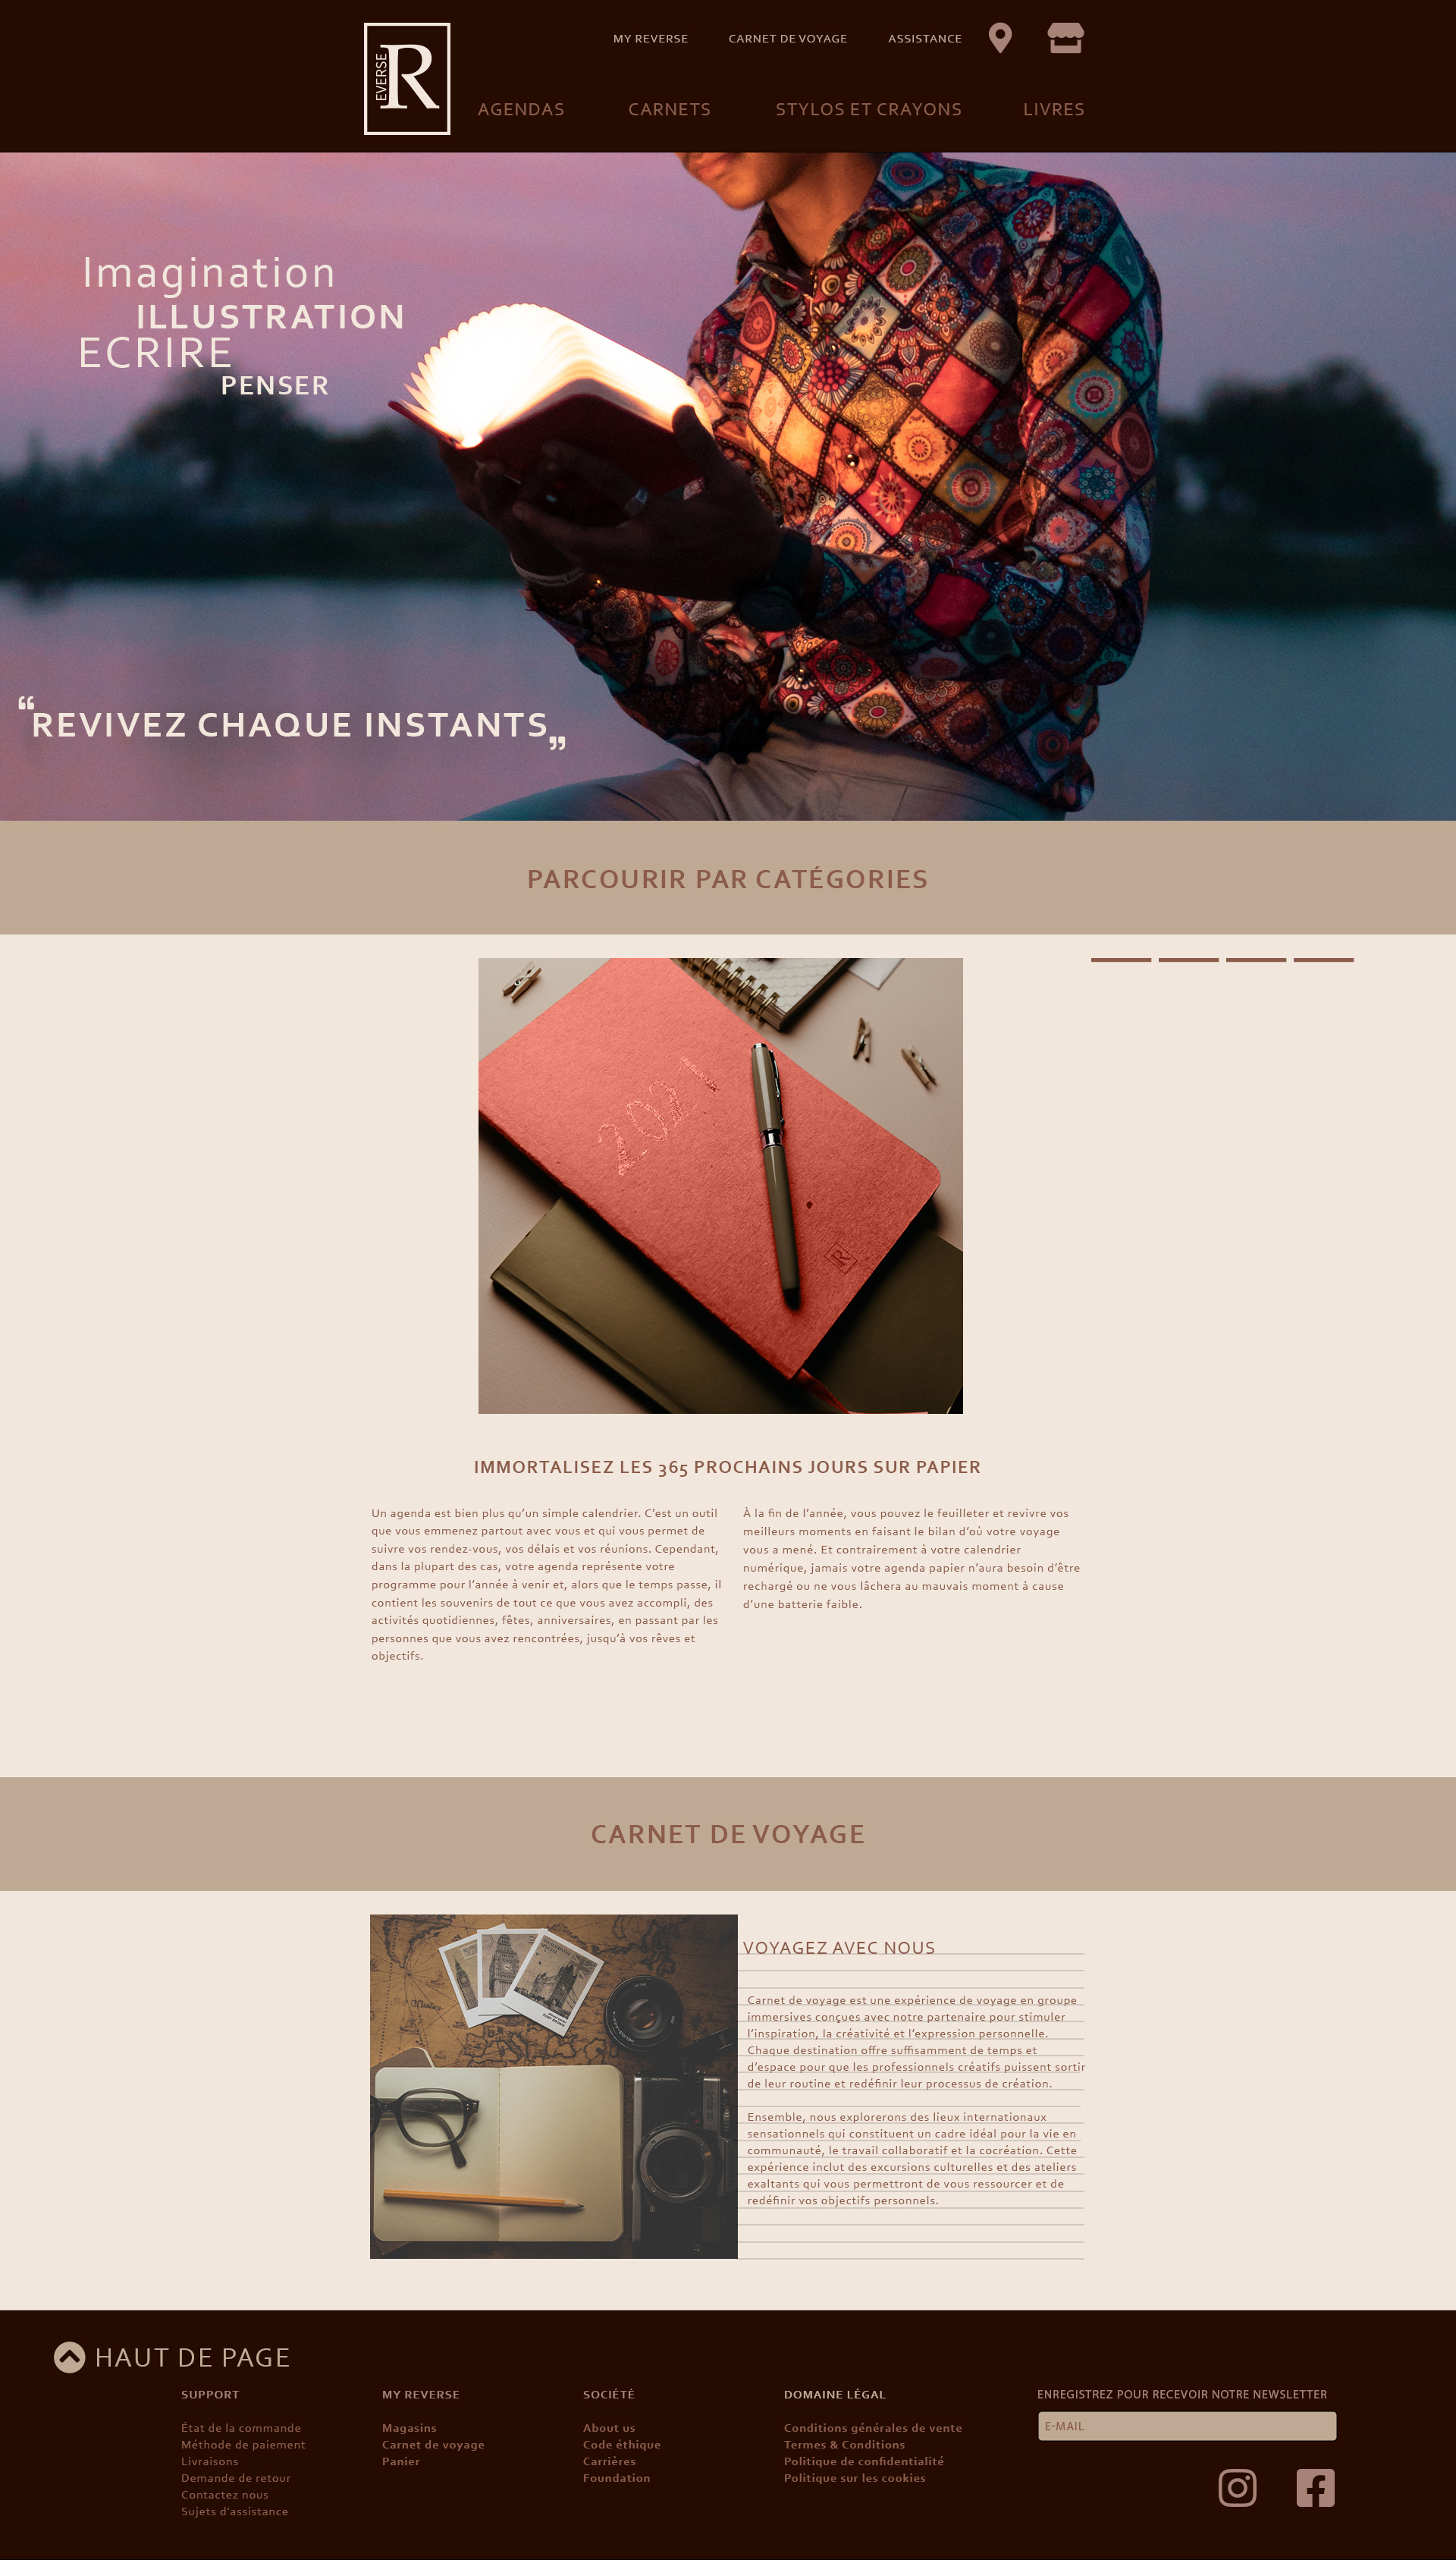 EVERSE
R
MY REVERSE CARNET DE VOYAGE ASSISTANCE
AGENDAS CARNETS STYLOS ET CRAYONS LIVRES
Imagination
ILLUSTRATION
ECRIRE
PENSER
“REVIVEZ CHAQUE INSTANTS”
PARCOURIR PAR CATÉGORIES
2021
R
IMMORTALISEZ LES 365 PROCHAINS JOURS SUR PAPIER
Un agenda est bien plus qu’un simple calendrier. C’est un outil
que vous emmenez partout avec vous et qui vous permet de
suivre vos rendez-vous, vos délais et vos réunions. Cependant,
dans la plupart des cas, votre agenda représente votre
programme pour l’année à venir et, alors que le temps passe, il
contient les souvenirs de tout ce que vous avez accompli, des
activités quotidiennes, fêtes, anniversaires, en passant par les
personnes que vous avez rencontrées, jusqu’à vos rêves et
objectifs.
À la fin de l’année, vous pouvez le feuilleter et revivre vos
meilleurs moments en faisant le bilan d’où votre voyage
vous a mené. Et contrairement à votre calendrier
numérique, jamais votre agenda papier n’aura besoin d’être
rechargé ou ne vous lâchera au mauvais moment à cause
d’une batterie faible.
CARNET DE VOYAGE
VOYAGEZ AVEC NOUS
Carnet de voyage est une expérience de voyage en groupe
immersives conçues avec notre partenaire pour stimuler
l’inspiration, la créativité et l’expression personnelle.
Chaque destination offre suffisamment de temps et
d’espace pour que les professionnels créatifs puissent sortir
de leur routine et redéfinir leur processus de création.
Ensemble, nous explorerons des lieux internationaux
sensationnels qui constituent un cadre idéal pour la vie en
communauté, le travail collaboratif et la cocréation. Cette
expérience inclut des excursions culturelles et des ateliers
exaltants qui vous permettront de vous ressourcer et de
redéfinir vos objectifs personnels.
HAUT DE PAGE
SUPPORT
État de la commande
Méthode de paiement
Livraisons
Demande de retour
Contactez nous
Sujets d'assistance
MY REVERSE
Magasins
Carnet de voyage
Panier
SOCIÉTÉ
About us
Code éthique
Carrières
Foundation
DOMAINE LÉGAL
Conditions générales de vente
Termes & Conditions
Politique de confidentialité
Politique sur les cookies
ENREGISTREZ POUR RECEVOIR NOTRE NEWSLETTER
E-MAIL